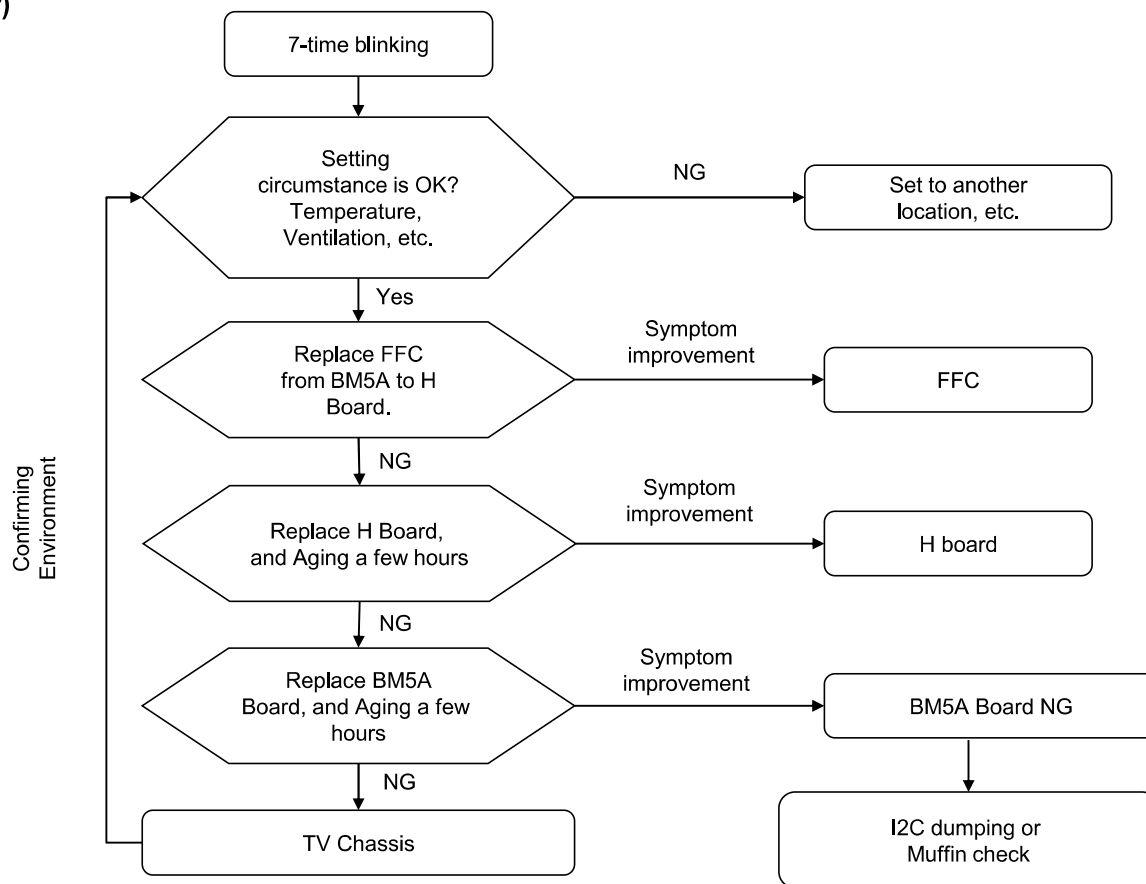 7-time blinking
Setting
circumstance is OK?
Temperature,
Ventilation, etc.
NG
Set to another
location, etc.
Yes
Replace FFC
from BM5A to H
Board.
Symptom
improvement
FFC
NG
Replace H Board,
and Aging a few hours
Symptom
improvement
H board
NG
Replace BM5A
Board, and Aging a few
hours
Symptom
improvement
BM5A Board NG
NG
TV Chassis
I2C dumping or
Muffin check
Confirming
Environment